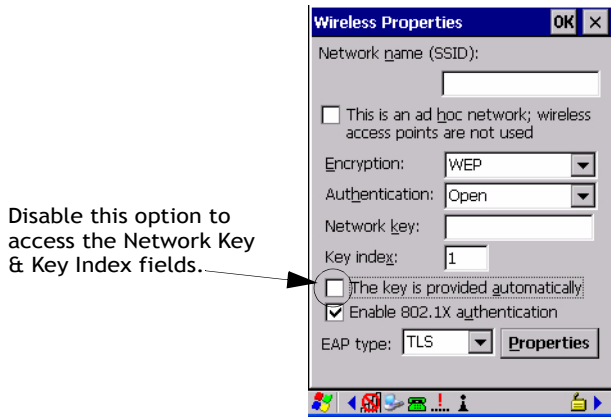 Wireless Properties OK ×
Network name (SSID):
This is an ad hoc network; wireless
access points are not used
Encryption: WEP
Authentication: Open
Network key:
Key index: 1
Disable this option to
access the Network Key
& Key Index fields.
The key is provided automatically
Enable 802.1X authentication
EAP type: TLS Properties